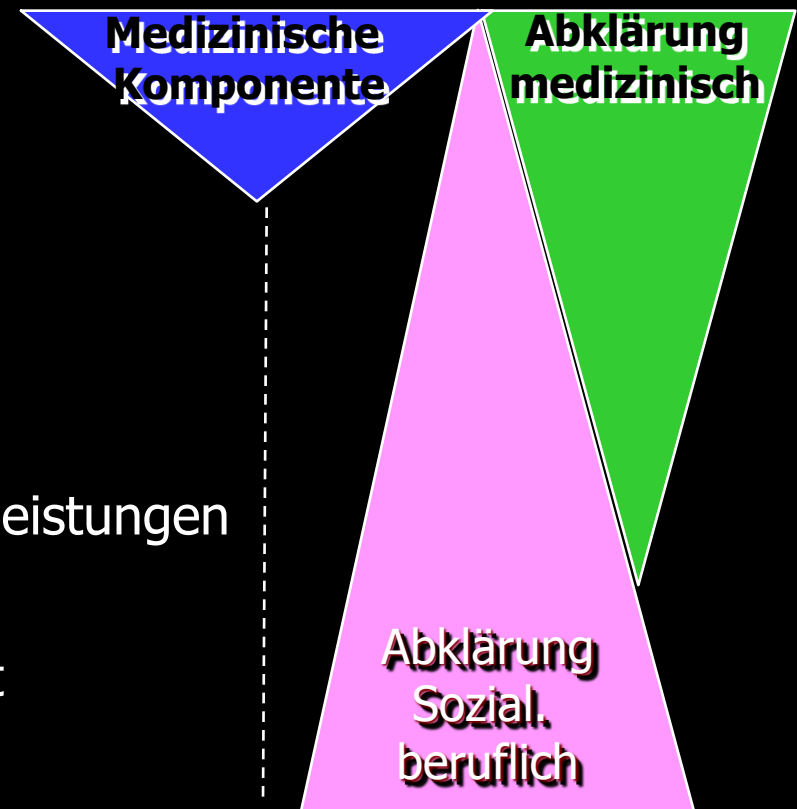 Medizinische
Komponente
Abklärung
medizinisch
eistungen
t
Abklärung
Sozial.
beruflich